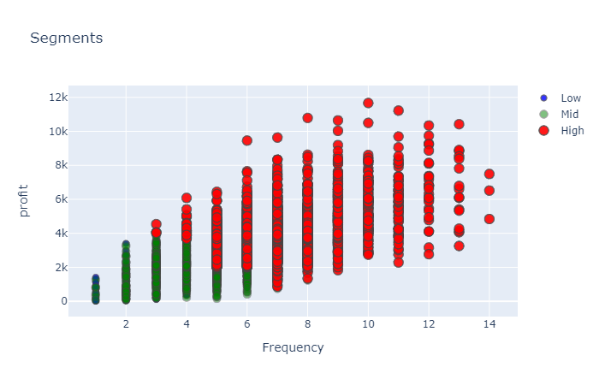 Segments
12k
10k
8k
6k
4k
2k
0
profit
2
4
6
8
10
12
14
Frequency
Low
Mid
High